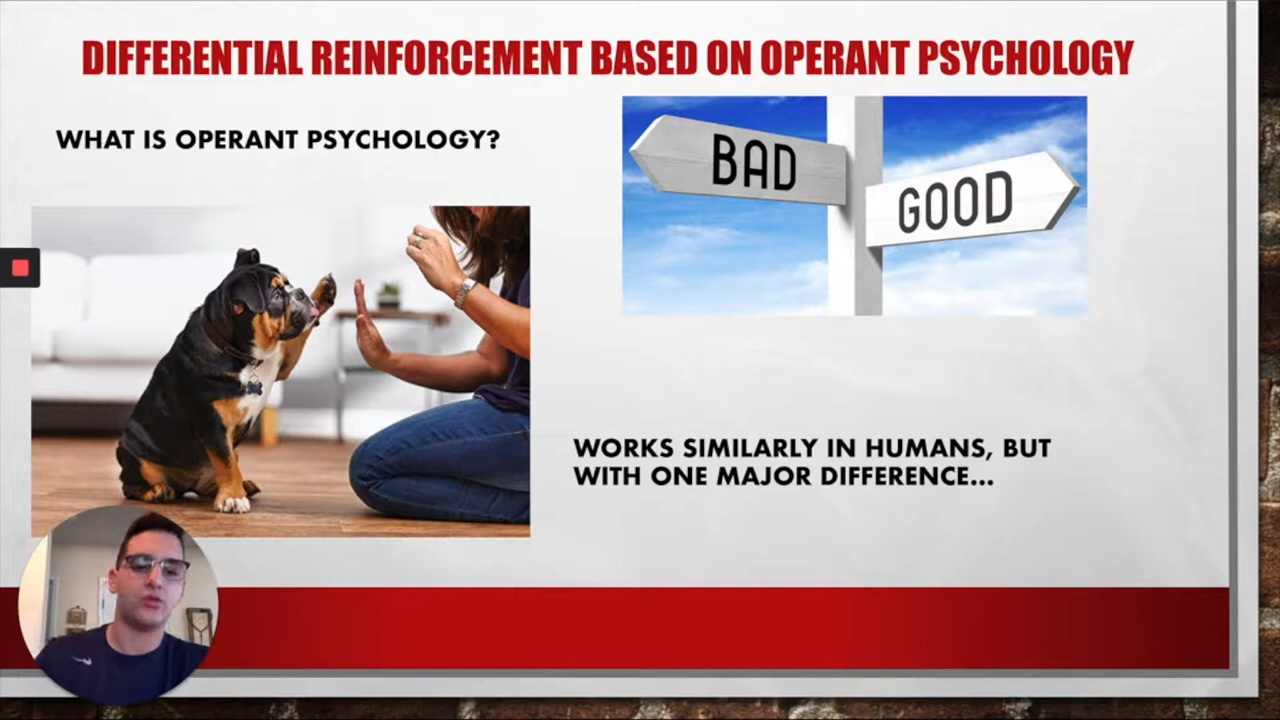 DIFFERENTIAL REINFORCEMENT BASED ON OPERANT PSYCHOLOGY
WHAT IS OPERANT PSYCHOLOGY?
BAD
GOOD
WORKS SIMILARLY IN HUMANS, BUT
WITH ONE MAJOR DIFFERENCE...